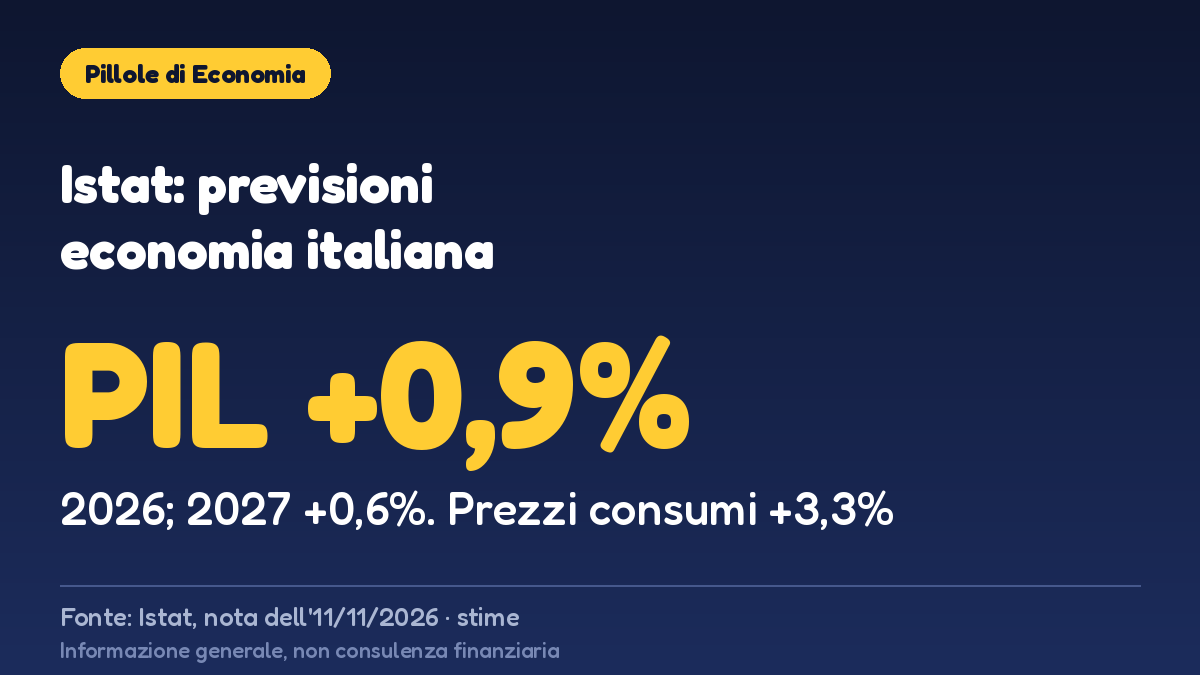 Pillole di Economia
Istat: previsioni
economia italiana
PIL +0,9%
2026; 2027 +0,6%. Prezzi consumi +3,3%
Fonte: Istat, nota dell'11/11/2026 · stime
Informazione generale, non consulenza finanziaria